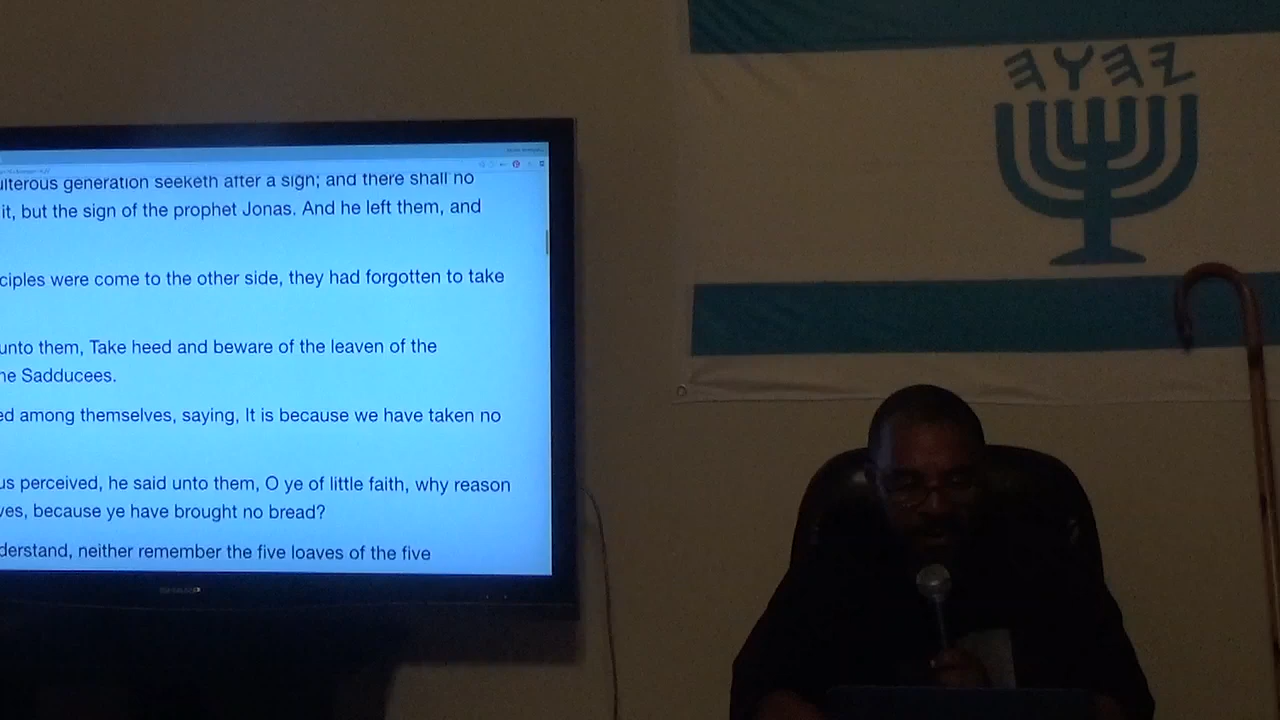 ulterous generation seeketh after a sign; and there shall no
it, but the sign of the prophet Jonas. And he left them, and
ciples were come to the other side, they had forgotten to take
unto them, Take heed and beware of the leaven of the
he Sadducees.
ed among themselves, saying, It is because we have taken no
us perceived, he said unto them, O ye of little faith, why reason
ves, because ye have brought no bread?
derstand, neither remember the five loaves of the five
𐤉𐤄𐤅𐤄